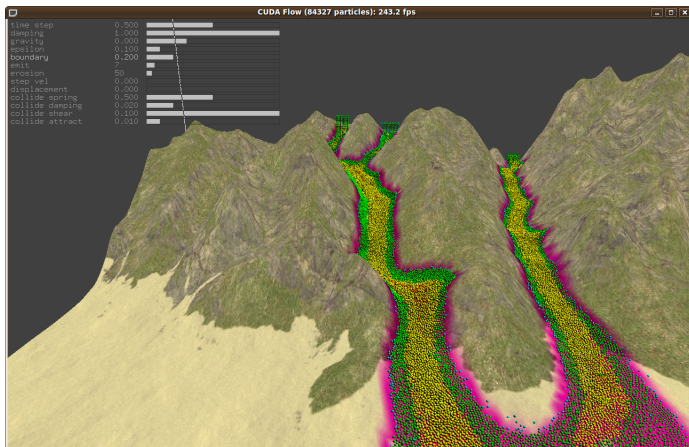 CUDA Flow (84327 particles): 243.2 fps
time step 0.500
damping 1.000
gravity 0.000
epsilon 0.100
boundary 0.200
emit 7
erosion 50
step vel 0.000
displacement 0.000
collide spring 0.500
collide damping 0.020
collide shear 0.100
collide attract 0.010